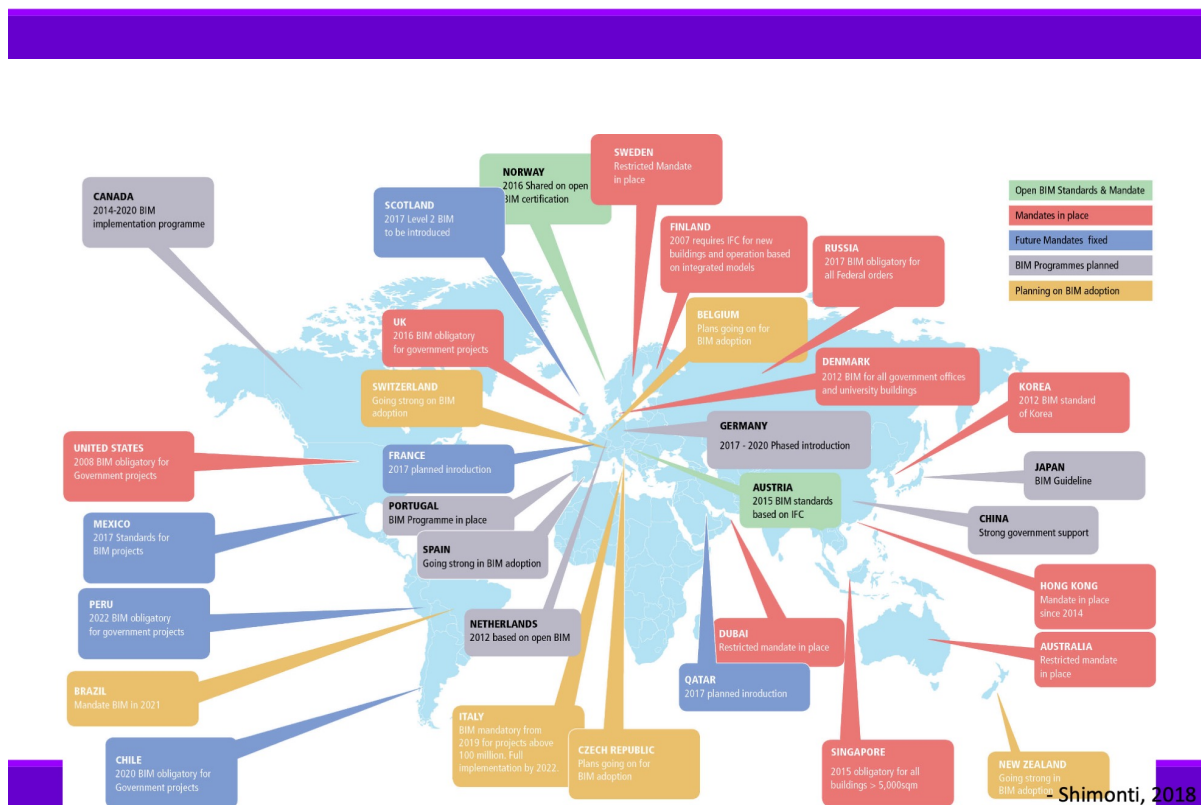 SWEDEN
Restricted Mandate
in place
NORWAY
2016 Shared on open
BIM certification
CANADA
2014-2020 BIM
implementation programme
SCOTLAND
2017 Level 2 BIM
to be introduced
FINLAND
2007 requires IFC for new
buildings and operation based
on integrated models
RUSSIA
2017 BIM obligatory for
all Federal orders
Open BIM Standards & Mandate
Mandates in place
Future Mandates fixed
BIM Programmes planned
Planning on BIM adoption
UK
2016 BIM obligatory
for government projects
BELGIUM
Plans going on for
BIM adoption
SWITZERLAND
Going strong on BIM
adoption
DENMARK
2012 BIM for all government offices
and university buildings
KOREA
2012 BIM standard
of Korea
UNITED STATES
2008 BIM obligatory for
Government projects
FRANCE
2017 planned inroduction
GERMANY
2017 - 2020 Phased introduction
JAPAN
BIM Guideline
PORTUGAL
BIM Programme in place
AUSTRIA
2015 BIM standards
based on IFC
MEXICO
2017 Standards for
BIM projects
SPAIN
Going strong in BIM adoption
CHINA
Strong government support
PERU
2022 BIM obligatory
for government projects
NETHERLANDS
2012 based on open BIM
HONG KONG
Mandate in place
since 2014
DUBAI
Restricted mandate in place
AUSTRALIA
Restricted mandate
in place
BRAZIL
Mandate BIM in 2021
QATAR
2017 planned inroduction
ITALY
BIM mandatory from
2019 for projects above
100 million. Full
implementation by 2022.
CZECH REPUBLIC
Plans going on for
BIM adoption
CHILE
2020 BIM obligatory for
Government projects
SINGAPORE
2015 obligatory for all
buildings > 5,000sqm
NEW ZEALAND
Going strong in
BIM adoption
- Shimonti, 2018